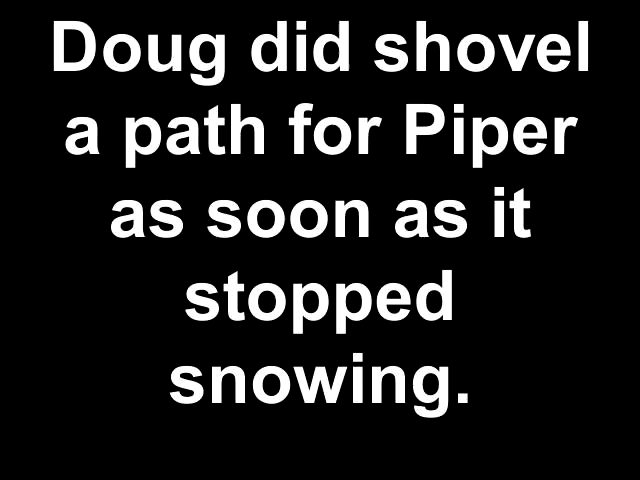 Doug did shovel
a path for Piper
as soon as it
stopped
snowing.